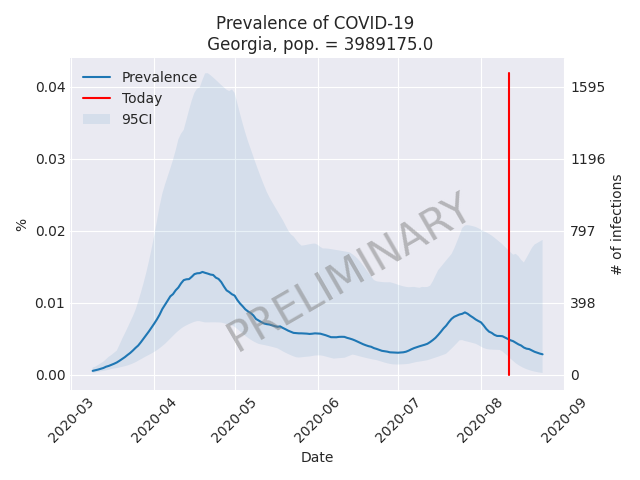 Prevalence of COVID-19
Georgia, pop. = 3989175.0
Prevalence
Today
95CI
PRELIMINARY
%
0.04
0.03
0.02
0.01
0.00
1595
1196
797
398
0
# of infections
2020-03
2020-04
2020-05
2020-06
2020-07
2020-08
2020-09
Date